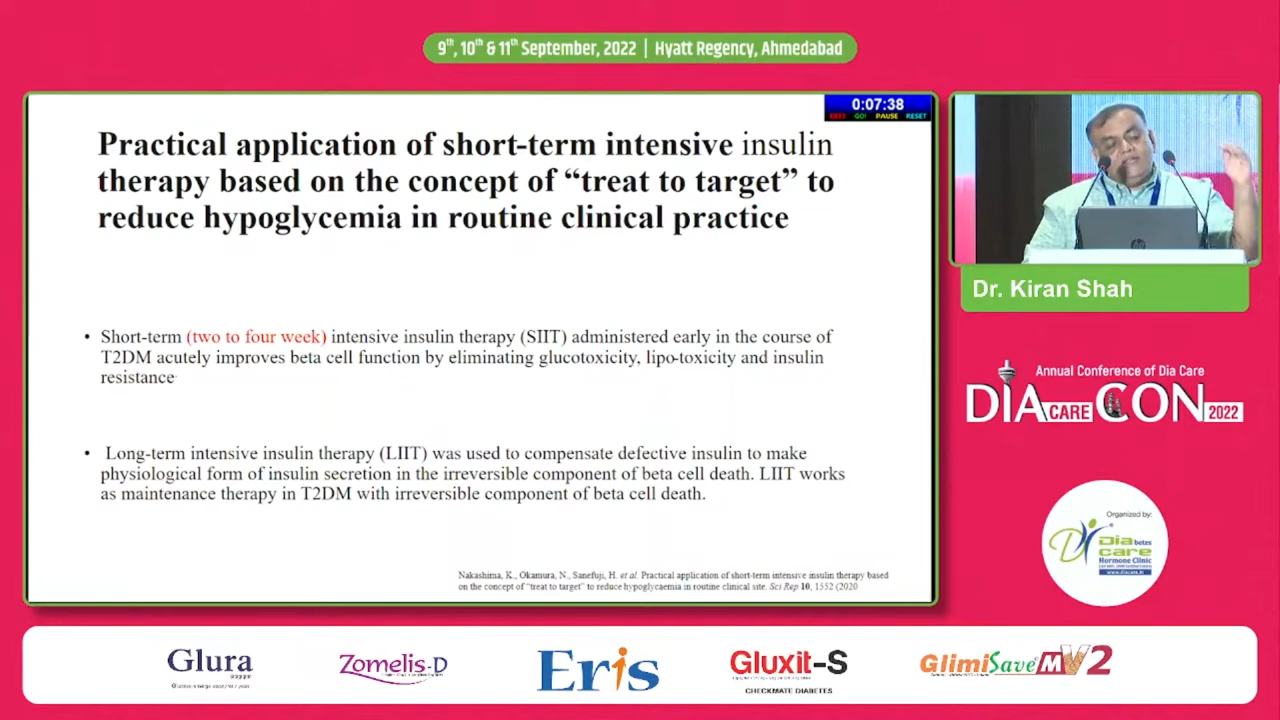 9th, 10th & 11th September, 2022 | Hyatt Regency, Ahmedabad
0:07:38
GO! PAUSE RESET
Practical application of short-term intensive insulin
therapy based on the concept of “treat to target” to
reduce hypoglycemia in routine clinical practice
• Short-term (two to four week) intensive insulin therapy (SIIT) administered early in the course of
T2DM acutely improves beta cell function by eliminating glucotoxicity, lipo-toxicity and insulin
resistance
• Long-term intensive insulin therapy (LIIT) was used to compensate defective insulin to make
physiological form of insulin secretion in the irreversible component of beta cell death. LIIT works
as maintenance therapy in T2DM with irreversible component of beta cell death.
Nakashima, K., Okamura, N., Sanefuji, H. et al. Practical application of short-term intensive insulin therapy based
on the concept of “treat to target” to reduce hypoglycaemia in routine clinical site. Sci Rep 10, 1552 (2020
hp
Dr. Kiran Shah
Annual Conference of Dia Care
DIA CARE CON 2022
Organized by:
Diabetes
care
Hormone Clinic
www.diacare.in
Glura
Zomelis-D
Eris
Gluxit-S
CHECKMATE DIABETES
GlimiSave MV2